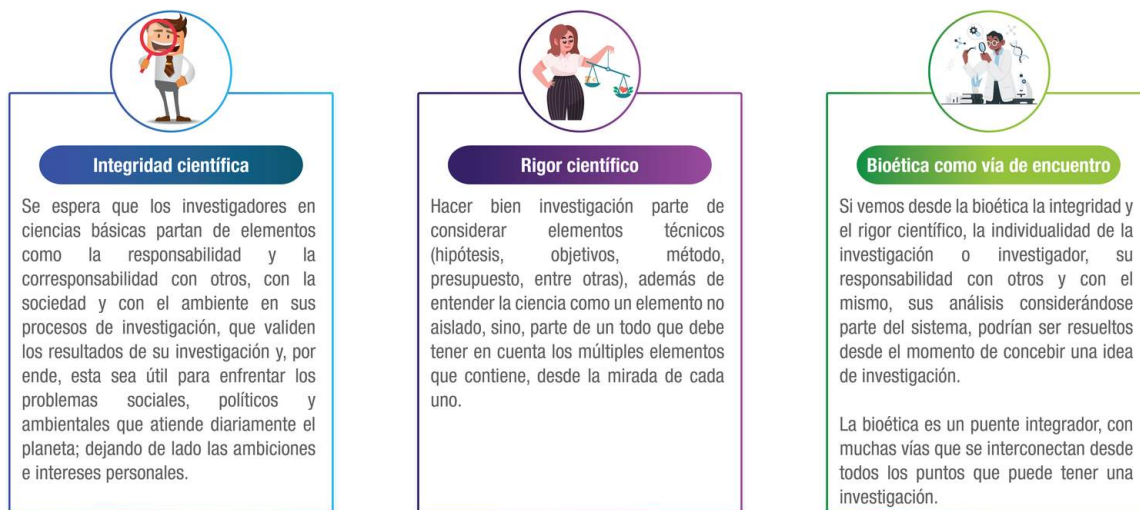 Integridad científica
Se espera que los investigadores en
ciencias básicas partan de elementos
como la responsabilidad y la
corresponsabilidad con otros, con la
sociedad y con el ambiente en sus
procesos de investigación, que validen
los resultados de su investigación y, por
ende, esta sea útil para enfrentar los
problemas sociales, políticos y
ambientales que atiende diariamente el
planeta; dejando de lado las ambiciones
e intereses personales.
Rigor científico
Hacer bien investigación parte de
considerar elementos técnicos
(hipótesis, objetivos, método,
presupuesto, entre otras), además de
entender la ciencia como un elemento no
aislado, sino, parte de un todo que debe
tener en cuenta los múltiples elementos
que contiene, desde la mirada de cada
uno.
Bioética como vía de encuentro
Si vemos desde la bioética la integridad y
el rigor científico, la individualidad de la
investigación o investigador, su
responsabilidad con otros y con el
mismo, sus análisis considerándose
parte del sistema, podrían ser resueltos
desde el momento de concebir una idea
de investigación.
La bioética es un puente integrador, con
muchas vías que se interconectan desde
todos los puntos que puede tener una
investigación.